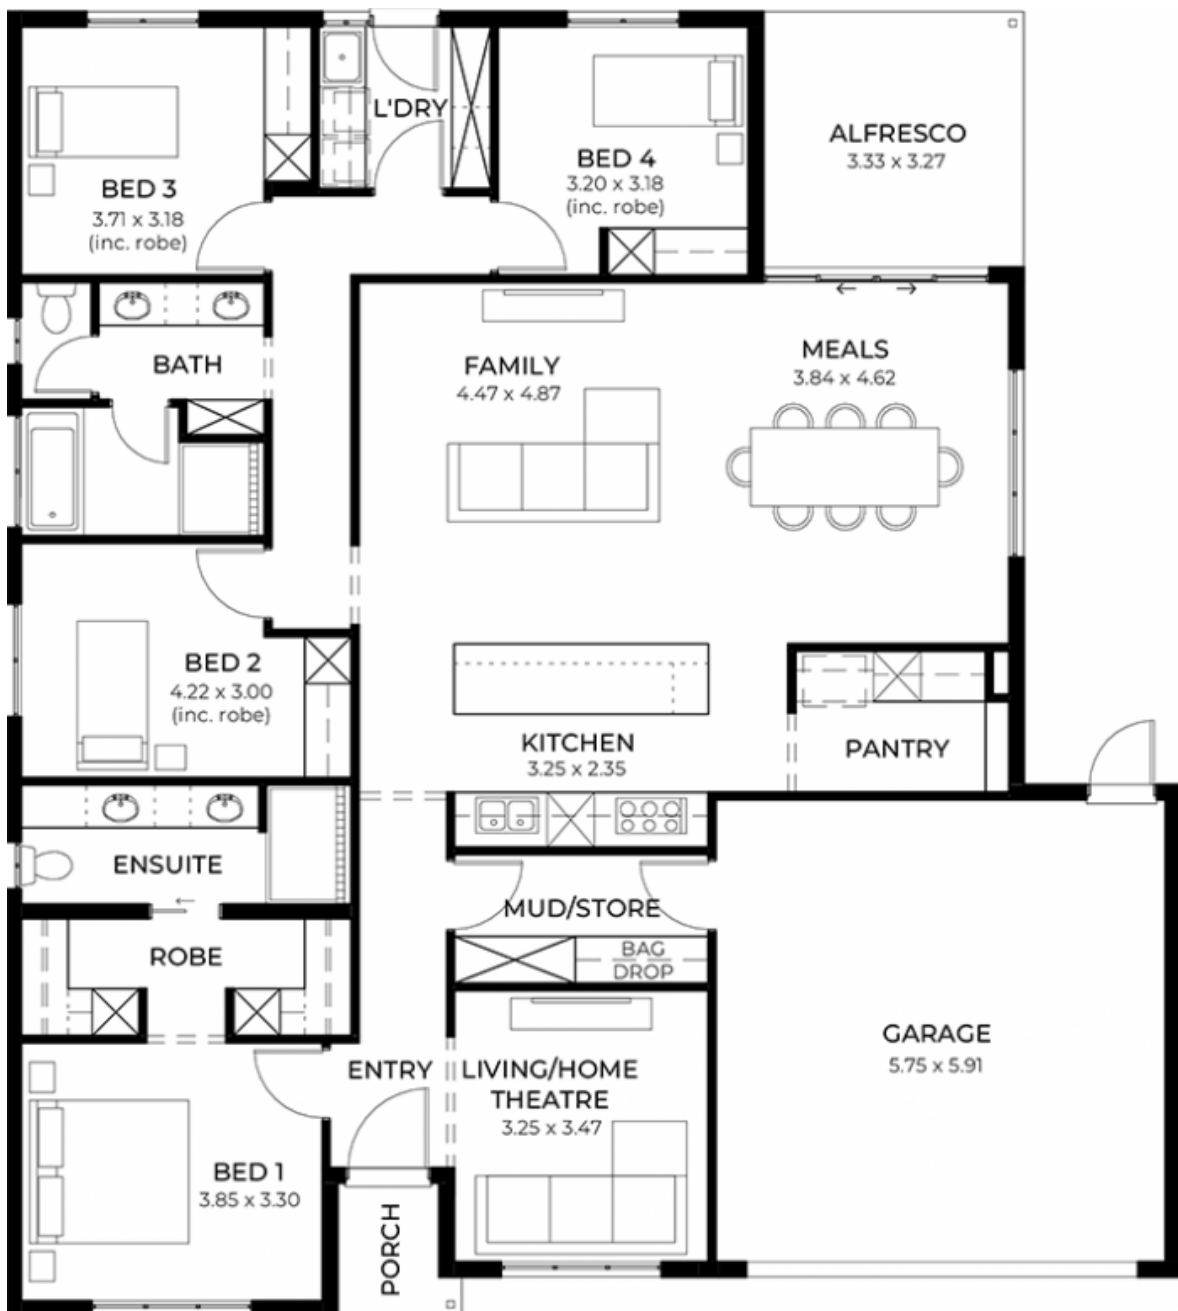 L'DRY
BED 3
3.71 x 3.18
(inc. robe)
BED 4
3.20 x 3.18
(inc. robe)
ALFRESCO
3.33 x 3.27
BATH
FAMILY
4.47 x 4.87
MEALS
3.84 x 4.62
BED 2
4.22 x 3.00
(inc. robe)
KITCHEN
3.25 x 2.35
PANTRY
ENSUITE
MUD/STORE
BAG
DROP
ROBE
GARAGE
5.75 x 5.91
ENTRY
LIVING/HOME
THEATRE
3.25 x 3.47
BED 1
3.85 x 3.30
PORCH